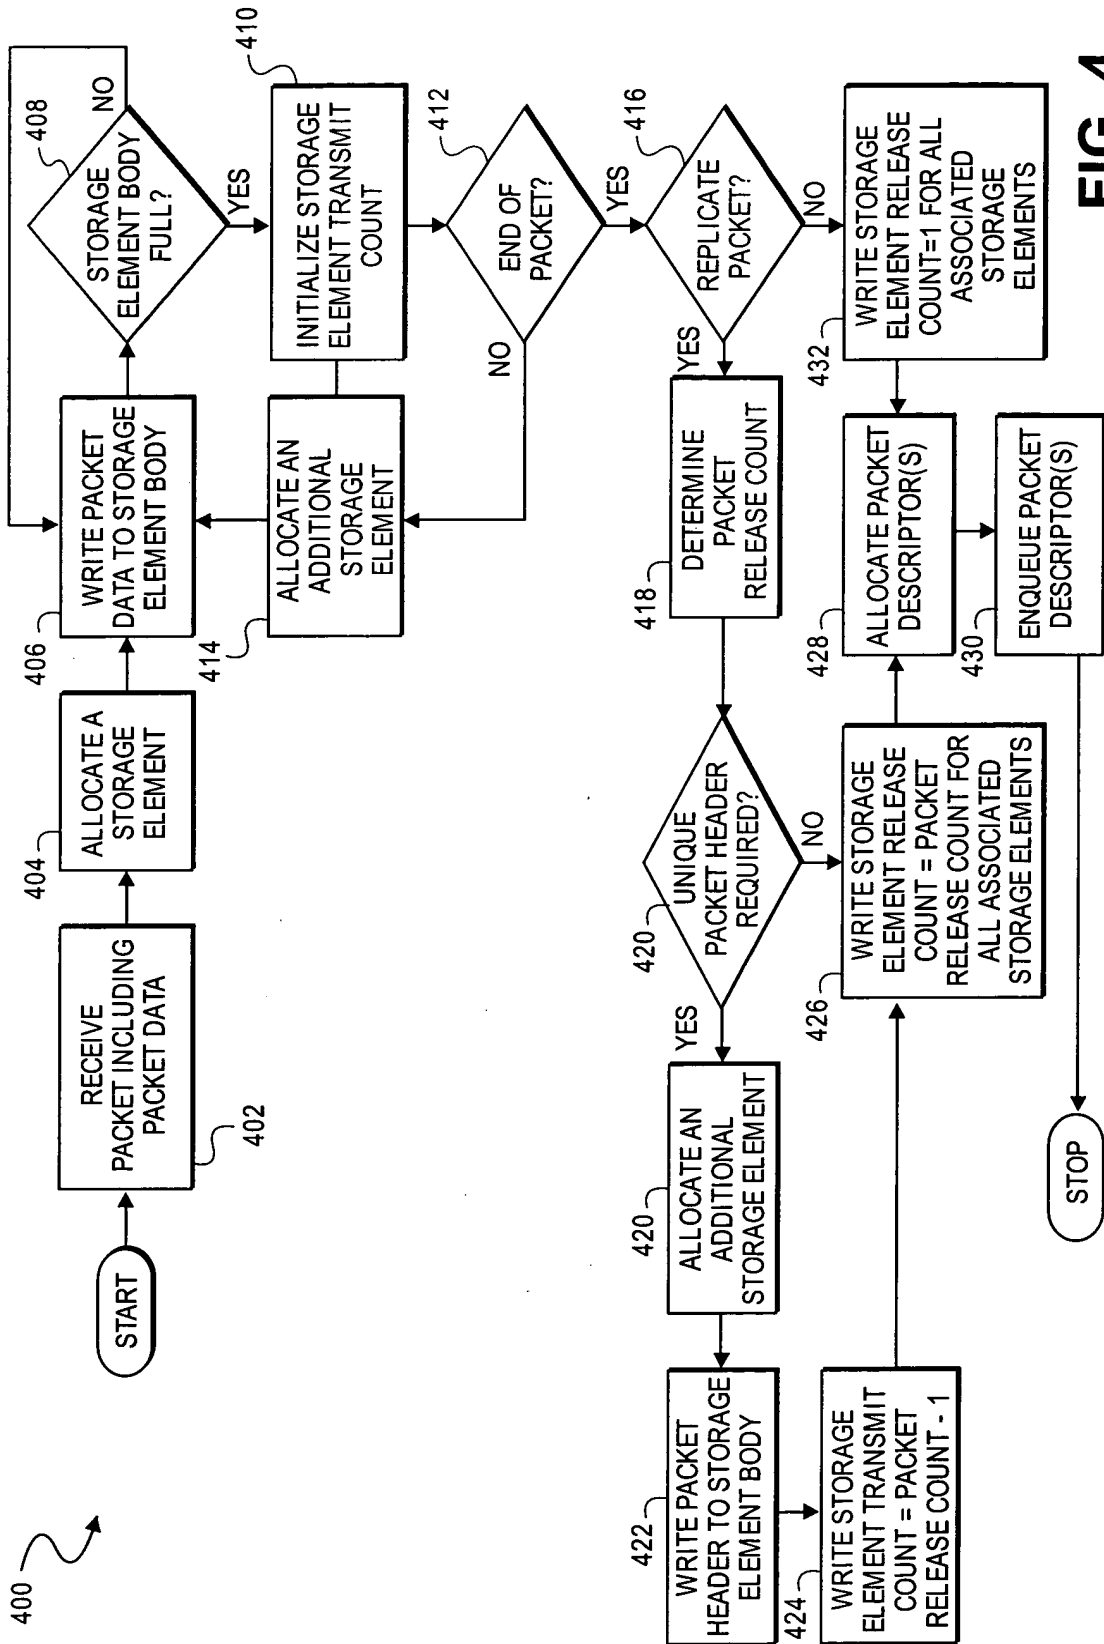 400
START
RECEIVE
PACKET INCLUDING
PACKET DATA
402
404
ALLOCATE A
STORAGE
ELEMENT
406
WRITE PACKET
DATA TO STORAGE
ELEMENT BODY
408
STORAGE
ELEMENT BODY
FULL?
NO
YES
410
INITIALIZE STORAGE
ELEMENT TRANSMIT
COUNT
414
ALLOCATE AN
ADDITIONAL
STORAGE
ELEMENT
412
END OF
PACKET?
NO
YES
416
REPLICATE
PACKET?
YES
NO
418
DETERMINE
PACKET
RELEASE COUNT
420
UNIQUE
PACKET HEADER
REQUIRED?
YES
NO
420
ALLOCATE AN
ADDITIONAL
STORAGE ELEMENT
422
WRITE PACKET
HEADER TO STORAGE
ELEMENT BODY
424
WRITE STORAGE
ELEMENT TRANSMIT
COUNT = PACKET
RELEASE COUNT - 1
426
WRITE STORAGE
ELEMENT RELEASE
COUNT = PACKET
RELEASE COUNT FOR
ALL ASSOCIATED
STORAGE ELEMENTS
428
ALLOCATE PACKET
DESCRIPTOR(S)
432
WRITE STORAGE
ELEMENT RELEASE
COUNT=1 FOR ALL
ASSOCIATED
STORAGE
ELEMENTS
430
ENQUEUE PACKET
DESCRIPTOR(S)
STOP
FIG. 4